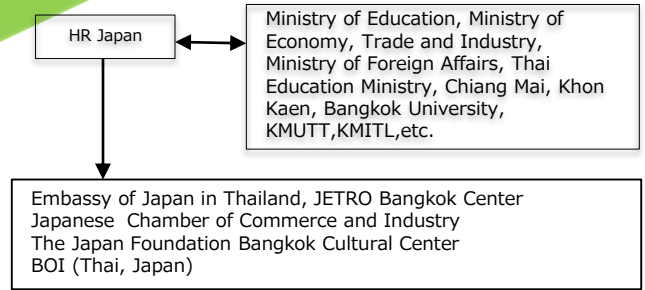 HR Japan
Ministry of Education, Ministry of
Economy, Trade and Industry,
Ministry of Foreign Affairs, Thai
Education Ministry, Chiang Mai, Khon
Kaen, Bangkok University,
KMUTT,KMITL,etc.
Embassy of Japan in Thailand, JETRO Bangkok Center
Japanese Chamber of Commerce and Industry
The Japan Foundation Bangkok Cultural Center
BOI (Thai, Japan)